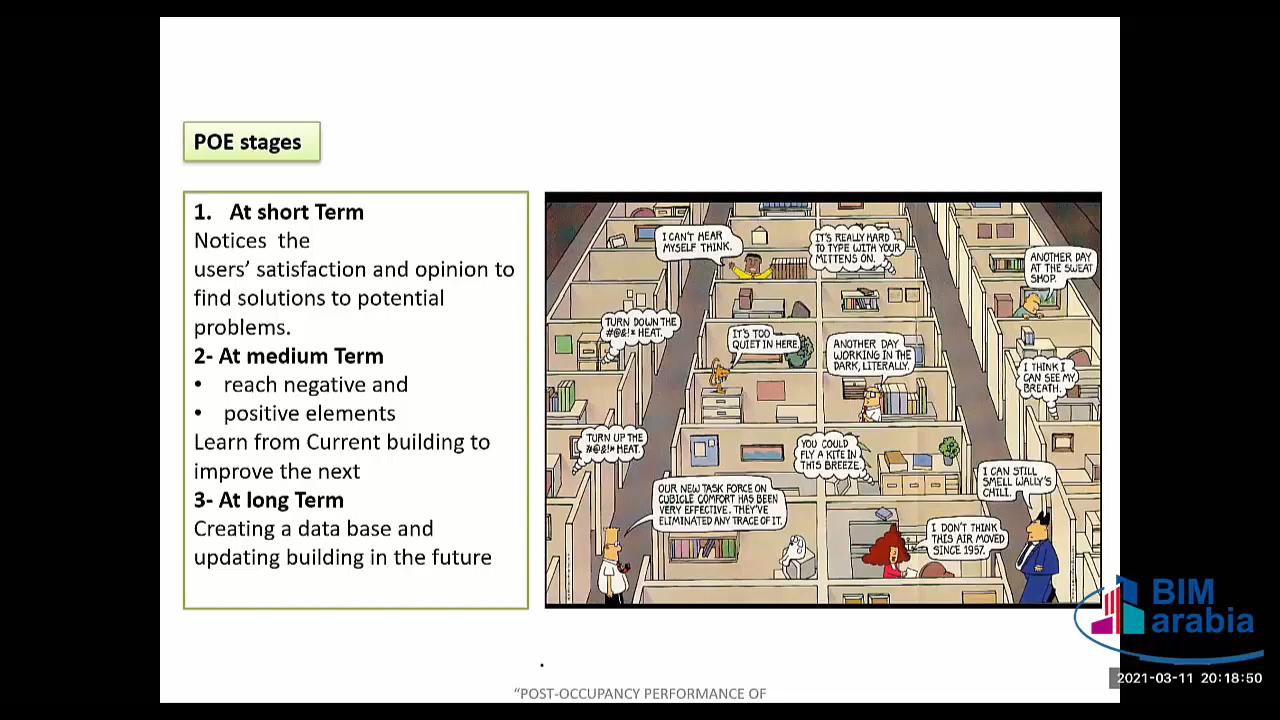 POE stages
1. At short Term
Notices the
users’ satisfaction and opinion to
find solutions to potential
problems.
2- At medium Term
• reach negative and
• positive elements
Learn from Current building to
improve the next
3- At long Term
Creating a data base and
updating building in the future
I CAN'T HEAR
MYSELF THINK.
IT'S REALLY HARD
TO TYPE WITH YOUR
MITTENS ON.
ANOTHER DAY
AT THE SWEAT
SHOP.
TURN DOWN THE
#@&!* HEAT.
IT'S TOO
QUIET IN HERE
ANOTHER DAY
WORKING IN THE
DARK, LITERALLY.
I THINK I
CAN SEE MY
BREATH.
TURN UP THE
#@&!* HEAT.
YOU COULD
FLY A KITE IN
THIS BREEZE.
OUR NEW TASK FORCE ON
CUBICLE COMFORT HAS BEEN
VERY EFFECTIVE. THEY'VE
ELIMINATED ANY TRACE OF IT.
I CAN STILL
SMELL WALLY'S
CHILI.
I DON'T THINK
THIS AIR MOVED
SINCE 1957.
BIM
arabia
.
2021-03-11 20:18:50
“POST-OCCUPANCY PERFORMANCE OF